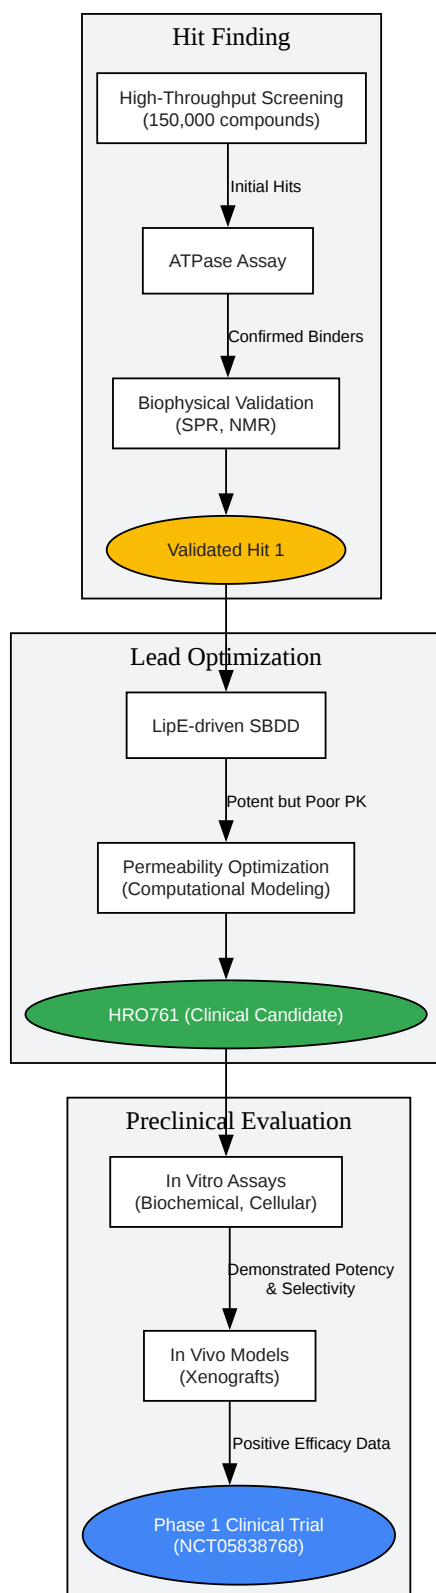 Hit Finding
High-Throughput Screening
(150,000 compounds)
Initial Hits
ATPase Assay
Confirmed Binders
Biophysical Validation
(SPR, NMR)
Validated Hit 1
Lead Optimization
LipE-driven SBDD
Potent but Poor PK
Permeability Optimization
(Computational Modeling)
HRO761 (Clinical Candidate)
Preclinical Evaluation
In Vitro Assays
(Biochemical, Cellular)
Demonstrated Potency
& Selectivity
In Vivo Models
(Xenografts)
Positive Efficacy Data
Phase 1 Clinical Trial
(NCT05838768)